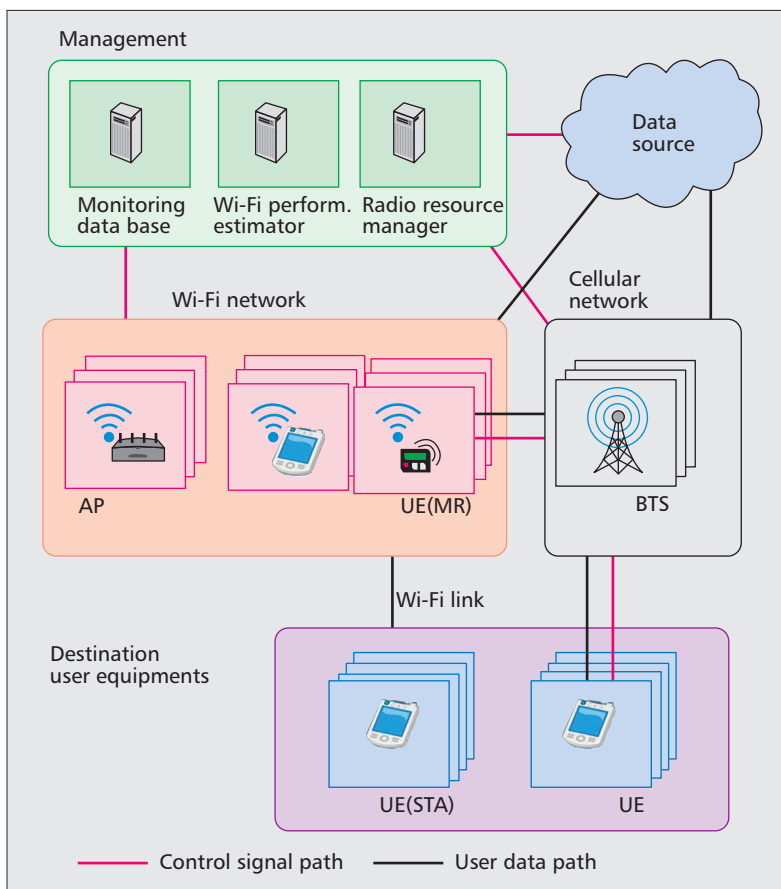 Management
Monitoring
data base
Wi-Fi perform.
estimator
Radio resource
manager
Data
source
Wi-Fi network
Cellular
network
AP
UE(MR)
BTS
Wi-Fi link
Destination
user equipments
UE(STA)
UE
Control signal path
User data path